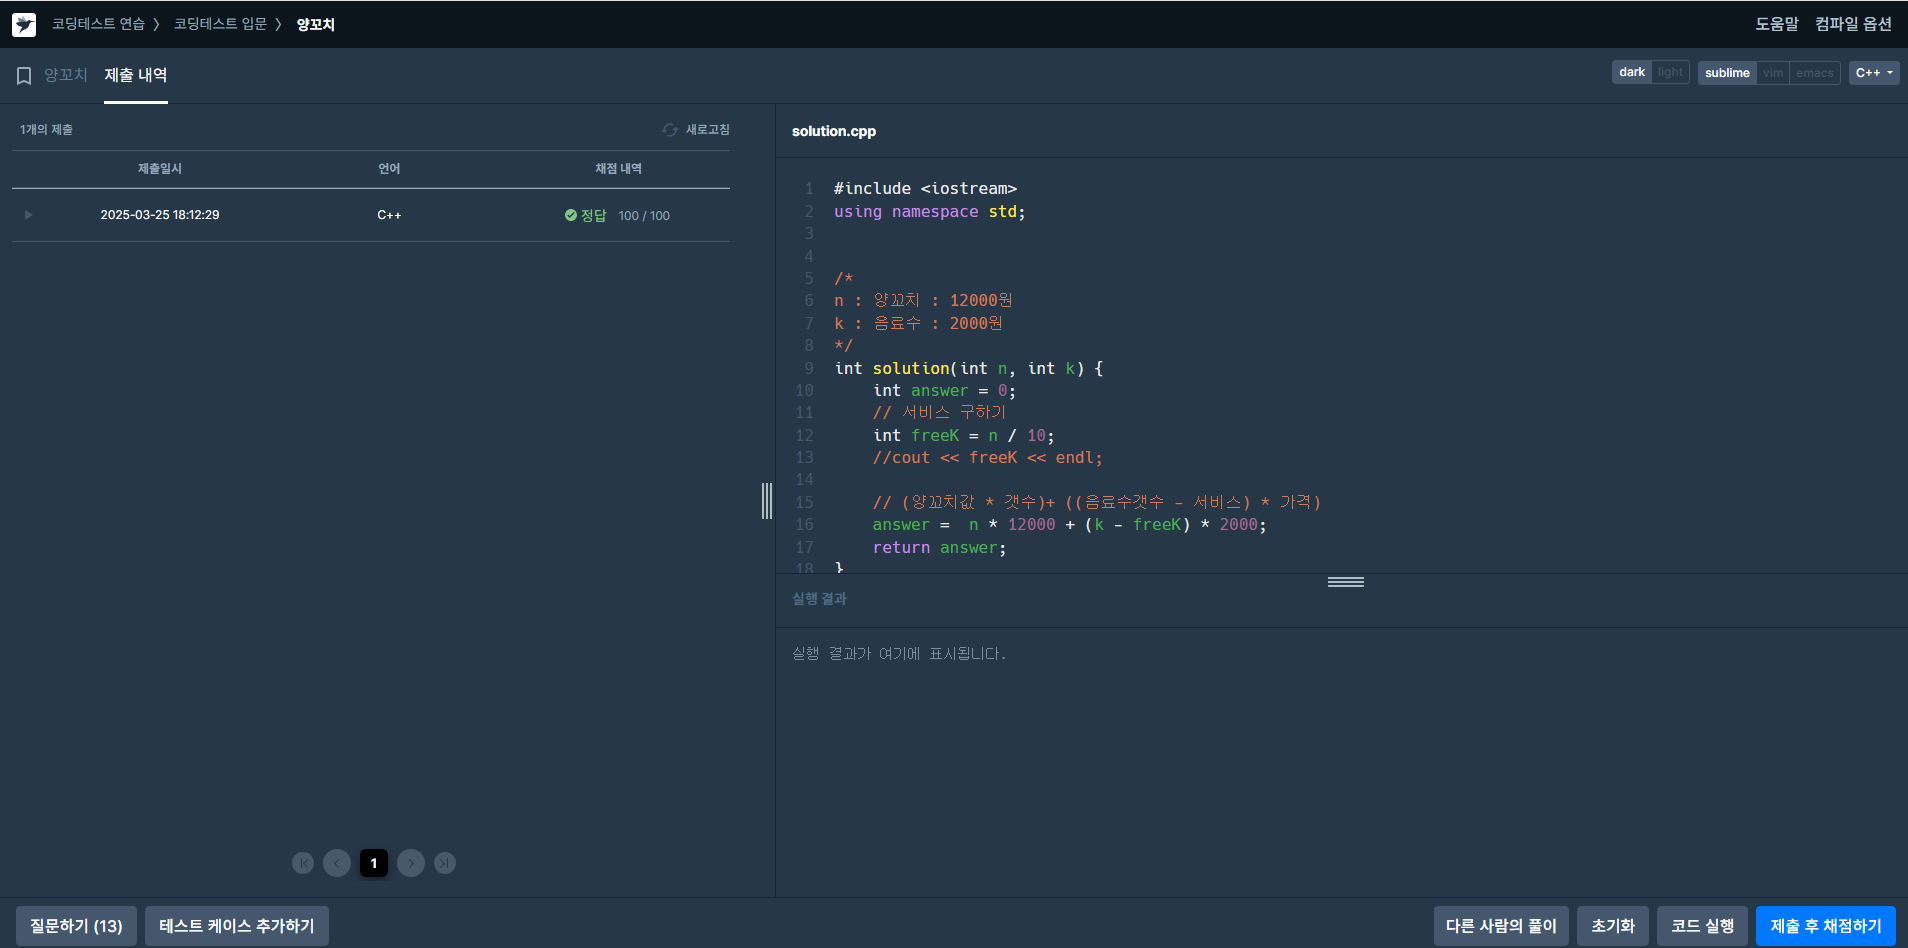 코딩테스트 연습 〉 코딩테스트 입문 〉 양꼬치
도움말 컴파일 옵션
양꼬치 제출 내역
dark light sublime vim emacs C++
1개의 제출 새로고침
제출일시 언어 채점 내역
2025-03-25 18:12:29 C++ 정답 100 / 100
solution.cpp
1 #include <iostream>
2 using namespace std;
3
4
5 /*
6 n : 양꼬치 : 12000원
7 k : 음료수 : 2000원
8 */
9 int solution(int n, int k) {
10     int answer = 0;
11     // 서비스 구하기
12     int freeK = n / 10;
13     //cout << freeK << endl;
14
15     // (양꼬치값 * 갯수)+ ((음료수갯수 - 서비스) * 가격)
16     answer =  n * 12000 + (k - freeK) * 2000;
17     return answer;
18 }
실행 결과
실행 결과가 여기에 표시됩니다.
1
질문하기 (13) 테스트 케이스 추가하기
다른 사람의 풀이 초기화 코드 실행 제출 후 채점하기